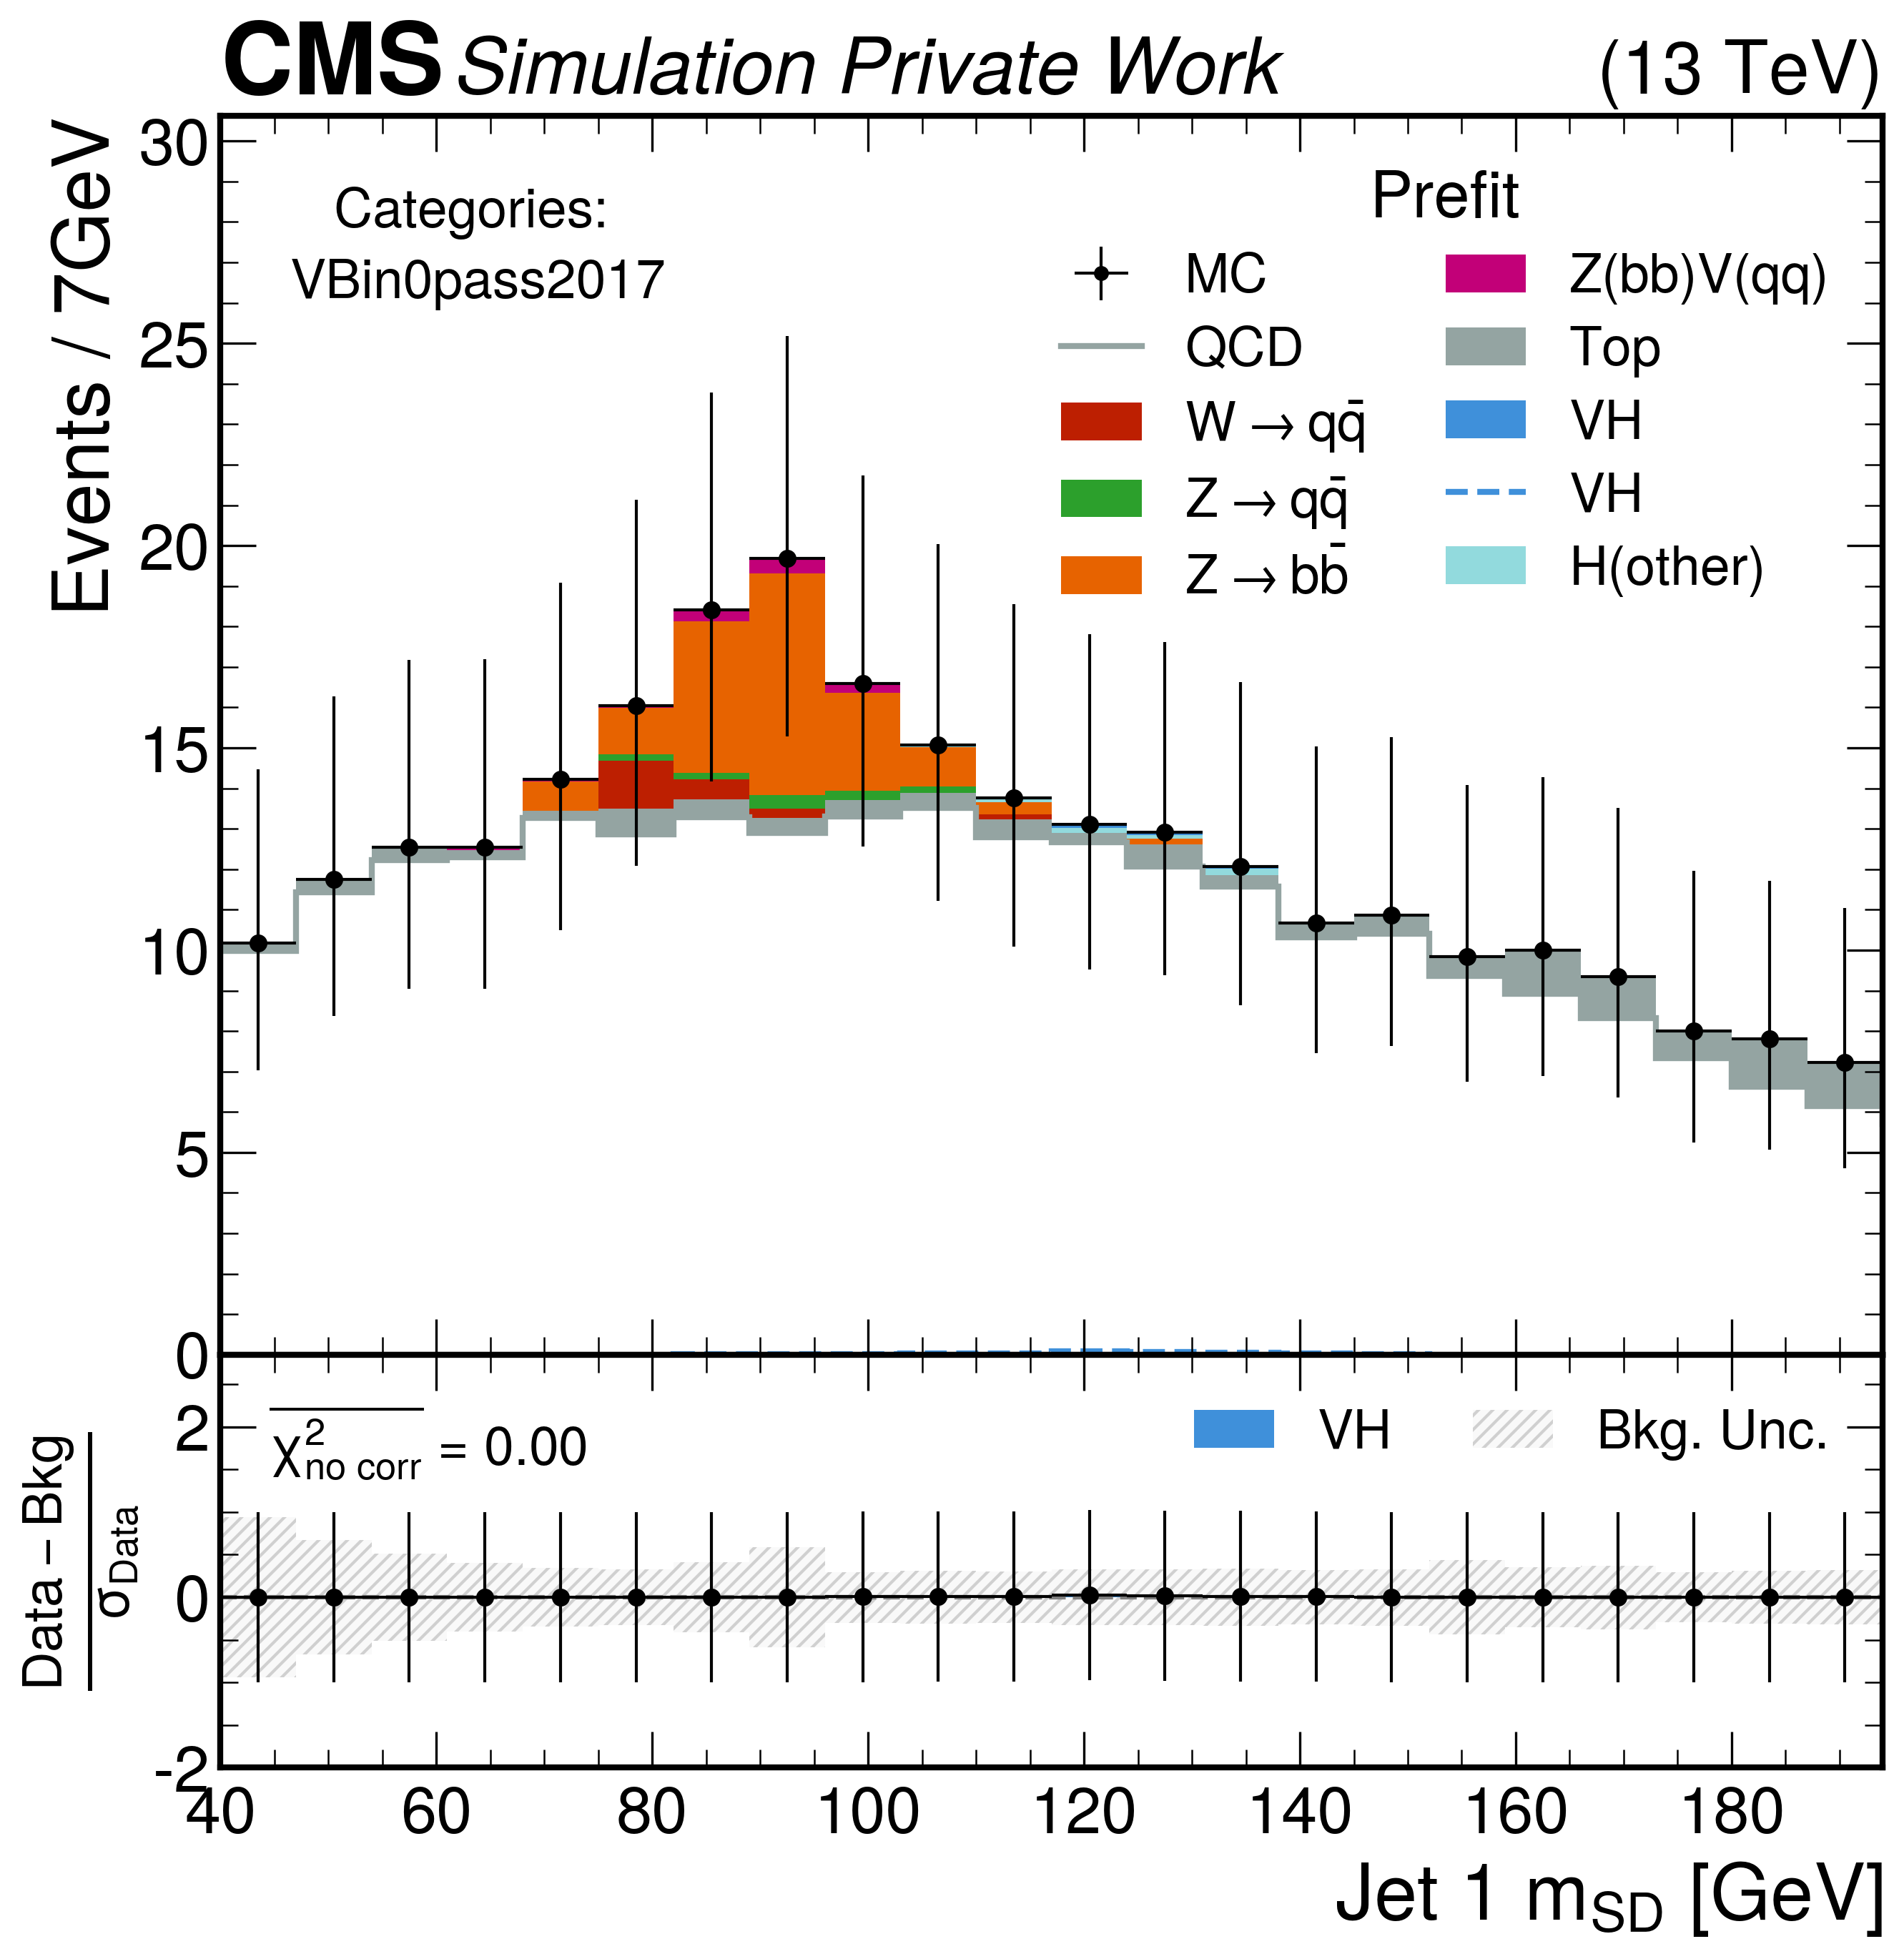 CMS Simulation Private Work (13 TeV)
Events / 7GeV
30
25
20
15
10
5
0
Categories:
VBin0pass2017
Prefit
MC
QCD
W → qq̄
Z → qq̄
Z → bb̄
Z(bb)V(qq)
Top
VH
VH
H(other)
Data − Bkg
σData
2
0
-2
χ²no corr = 0.00
VH
Bkg. Unc.
40 60 80 100 120 140 160 180
Jet 1 mSD [GeV]